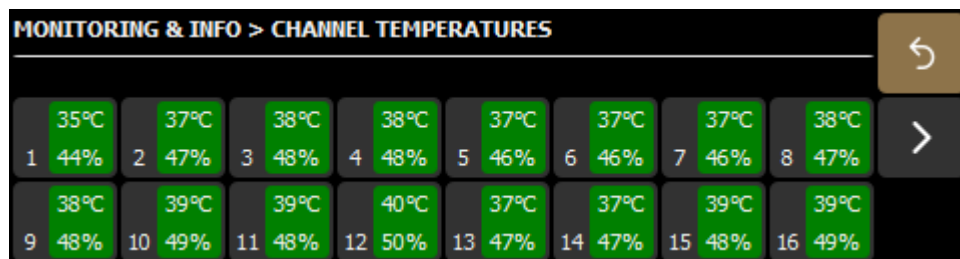 MONITORING & INFO > CHANNEL TEMPERATURES
35°C 37°C 38°C 38°C 37°C 37°C 37°C 38°C
1 44% 2 47% 3 48% 4 48% 5 46% 6 46% 7 46% 8 47%
38°C 39°C 39°C 40°C 37°C 37°C 39°C 39°C
9 48% 10 49% 11 48% 12 50% 13 47% 14 47% 15 48% 16 49%